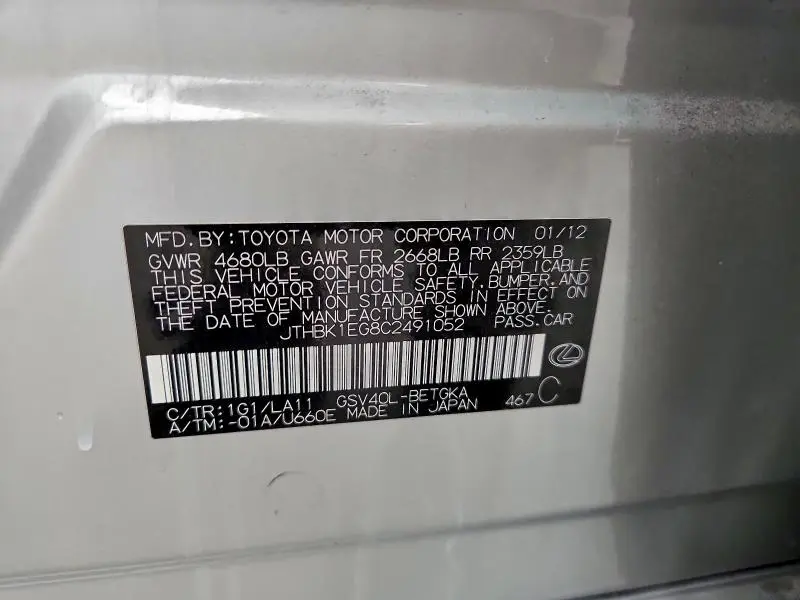 MFD. BY: TOYOTA MOTOR CORPORATION 01/12
GVWR 4680LB GAWR FR 2668LB RR 2359LB
THIS VEHICLE CONFORMS TO ALL APPLICABLE
FEDERAL MOTOR VEHICLE SAFETY, BUMPER, AND
THEFT PREVENTION STANDARDS IN EFFECT ON
THE DATE OF MANUFACTURE SHOWN ABOVE.
JTHBK1EG8C2491052 PASS.CAR
C/TR: 1G1/LA11 GSV40L-BETGKA
A/TM: -01A/U660E MADE IN JAPAN 467 C